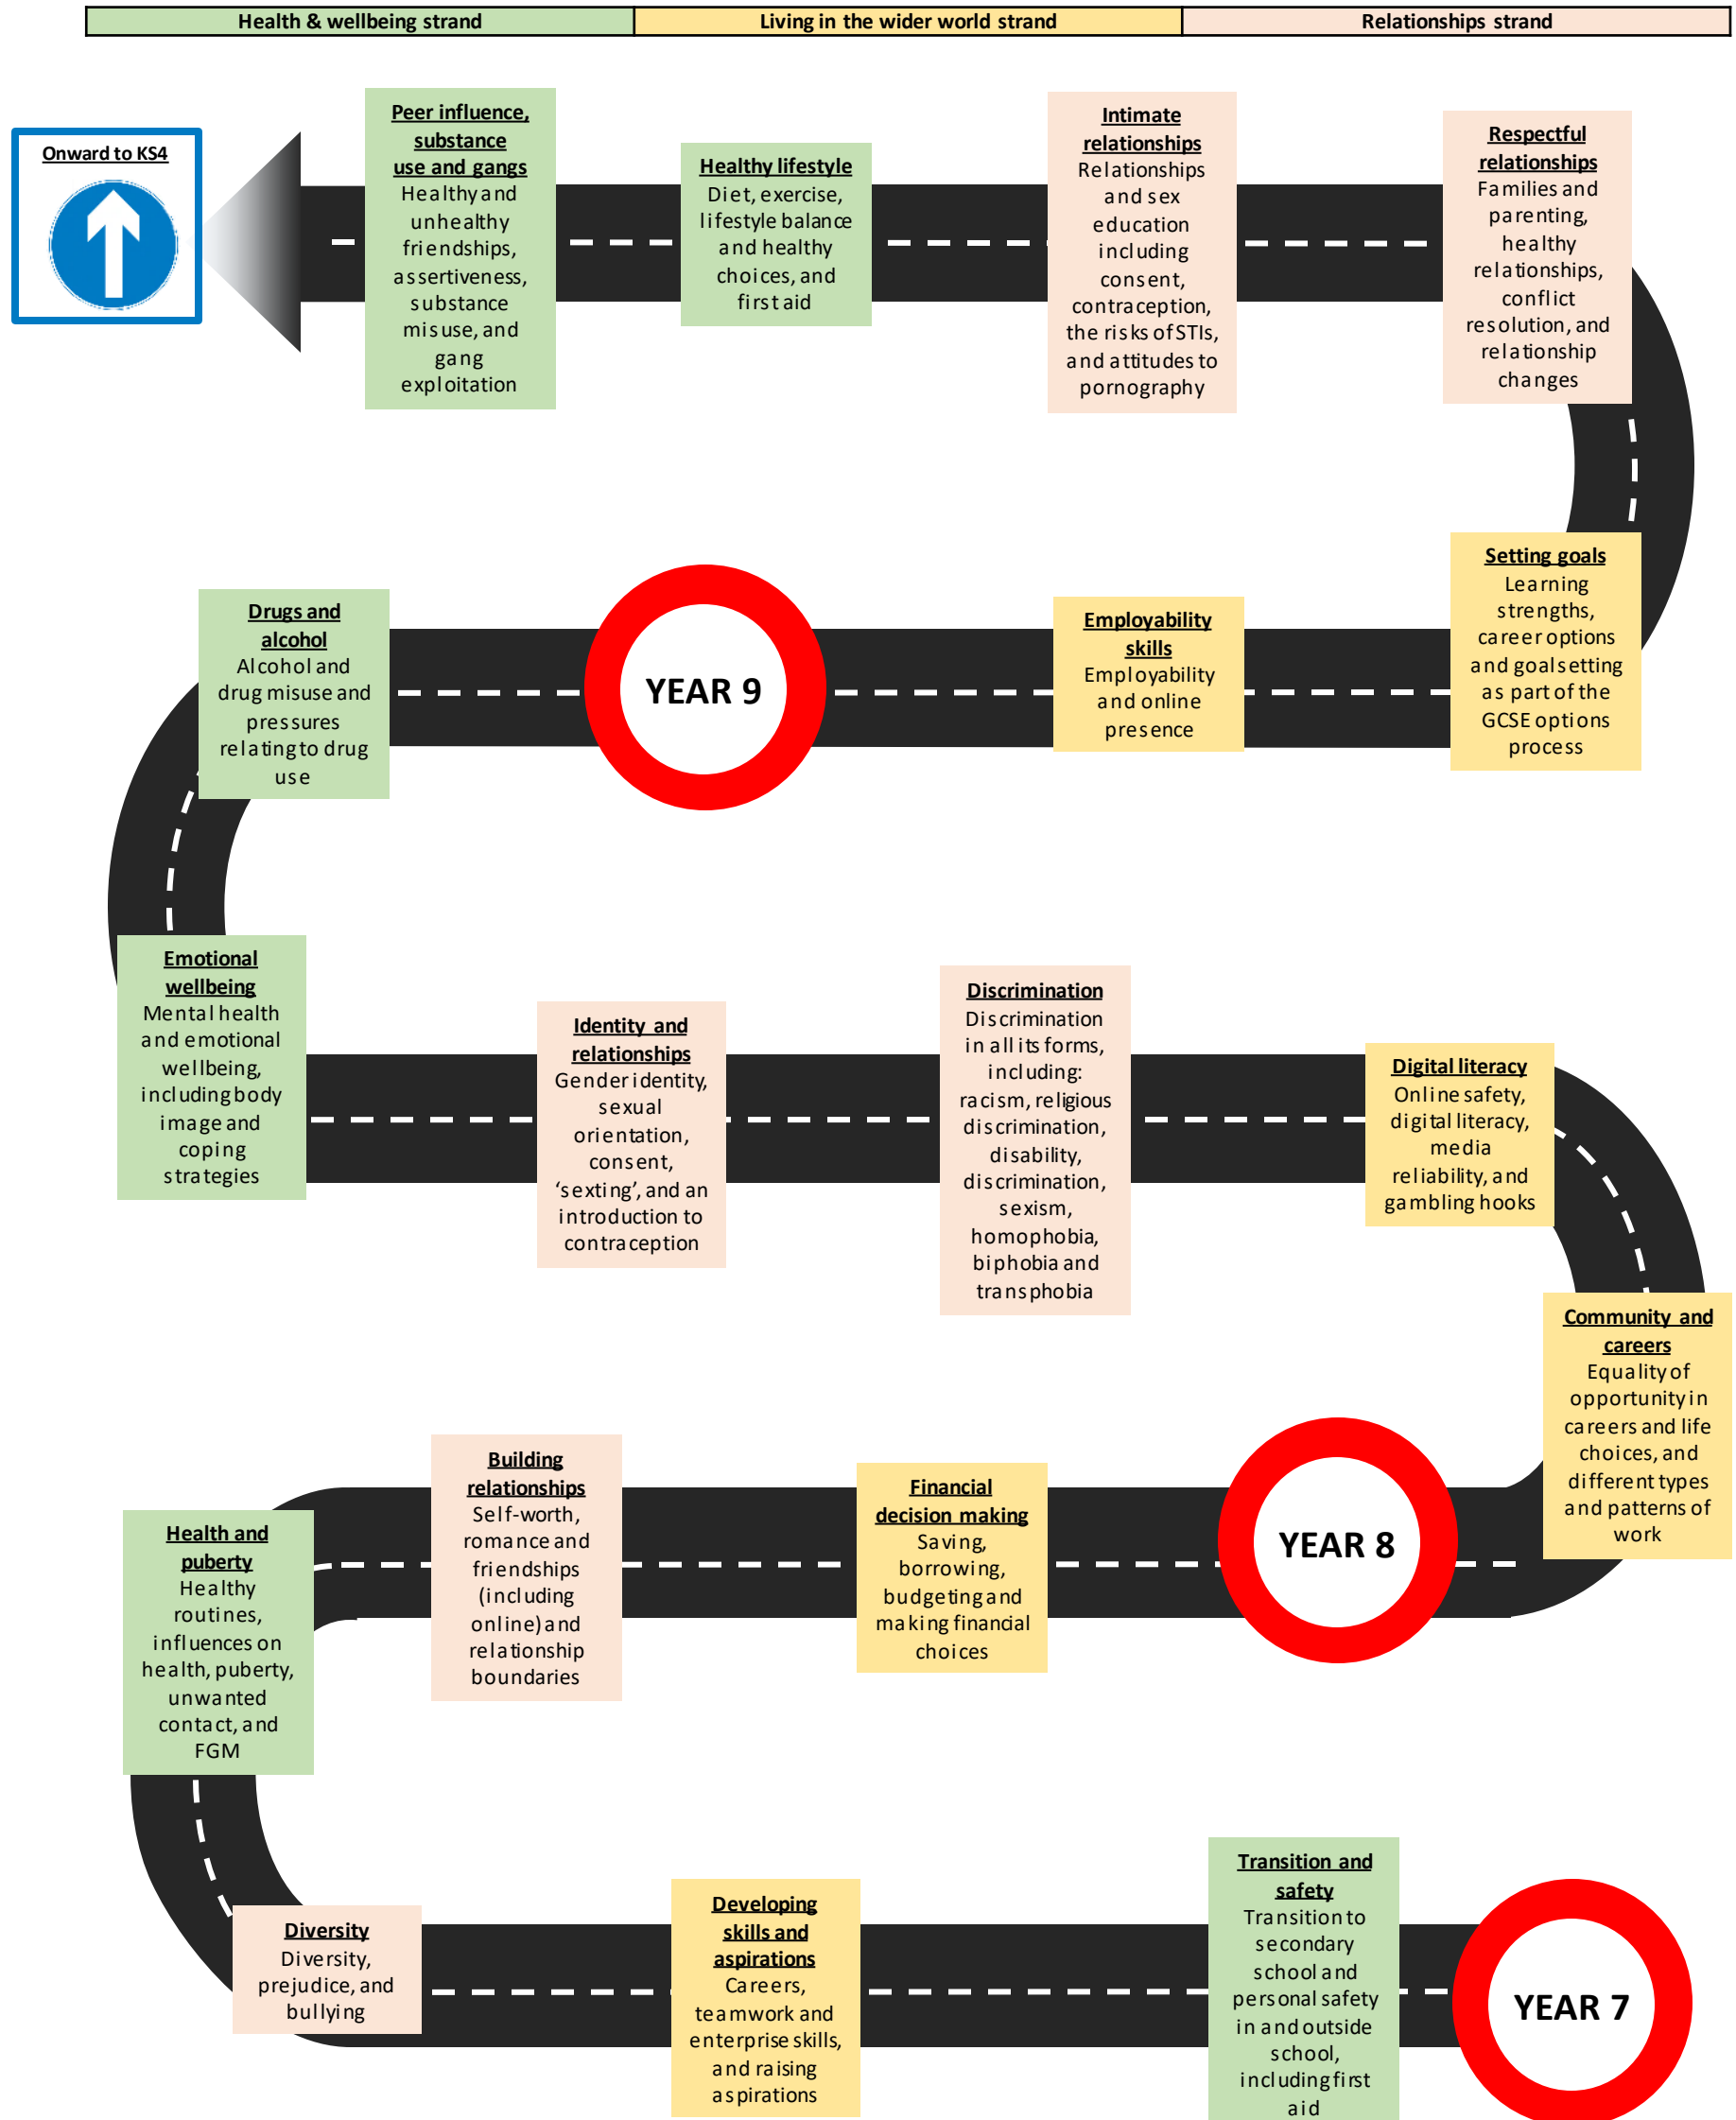 Health & wellbeing strand
Living in the wider world strand
Relationships strand
Onward to KS4
Peer influence,
substance
use and gangs
Healthy and
unhealthy
friendships,
assertiveness,
substance
misuse, and
gang
exploitation
Healthy lifestyle
Diet, exercise,
lifestyle balance
and healthy
choices, and
first aid
Intimate
relationships
Relationships
and sex
education
including
consent,
contraception,
the risks of STIs,
and attitudes to
pornography
Respectful
relationships
Families and
parenting,
healthy
relationships,
conflict
resolution, and
relationship
changes
Drugs and
alcohol
Alcohol and
drug misuse and
pressures
relating to drug
use
YEAR 9
Employability
skills
Employability
and online
presence
Setting goals
Learning
strengths,
career options
and goal setting
as part of the
GCSE options
process
Emotional
wellbeing
Mental health
and emotional
wellbeing,
including body
image and
coping
strategies
Identity and
relationships
Gender identity,
sexual
orientation,
consent,
‘sexting’, and an
introduction to
contraception
Discrimination
Discrimination
in all its forms,
including:
racism, religious
discrimination,
disability,
discrimination,
sexism,
homophobia,
biphobia and
transphobia
Digital literacy
Online safety,
digital literacy,
media
reliability, and
gambling hooks
Community and
careers
Equality of
opportunity in
careers and life
choices, and
different types
and patterns of
work
Health and
puberty
Healthy
routines,
influences on
health, puberty,
unwanted
contact, and
FGM
Building
relationships
Self-worth,
romance and
friendships
(including
online) and
relationship
boundaries
Financial
decision making
Saving,
borrowing,
budgeting and
making financial
choices
YEAR 8
Diversity
Diversity,
prejudice, and
bullying
Developing
skills and
aspirations
Careers,
teamwork and
enterprise skills,
and raising
aspirations
Transition and
safety
Transition to
secondary
school and
personal safety
in and outside
school,
including first
aid
YEAR 7